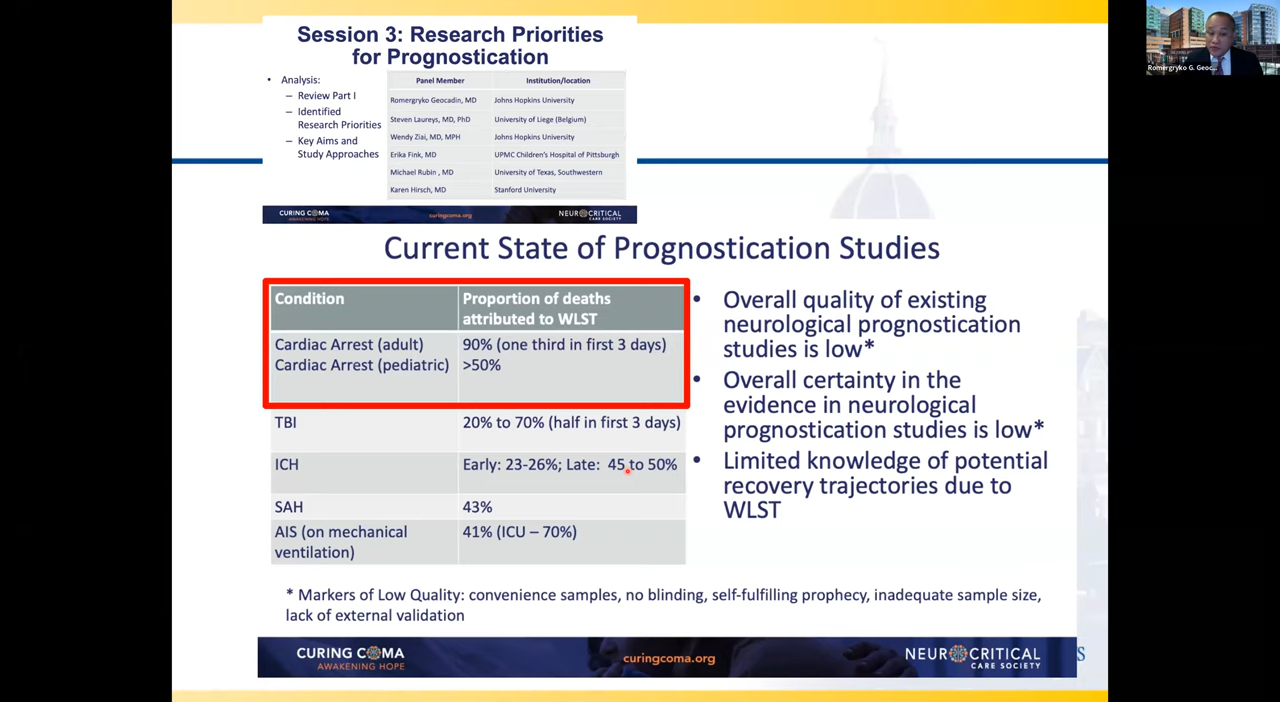 Session 3: Research Priorities
for Prognostication
• Analysis:
– Review Part I
– Identified
Research Priorities
– Key Aims and
Study Approaches
Panel Member Institution/location
Romergryko Geocadin, MD Johns Hopkins University
Steven Laureys, MD, PhD University of Liege (Belgium)
Wendy Ziai, MD, MPH Johns Hopkins University
Erika Fink, MD UPMC Children's Hospital of Pittsburgh
Michael Rubin , MD University of Texas, Southwestern
Karen Hirsch, MD Stanford University
CURING COMA
AWAKENING HOPE
curingcoma.org
NEUROCRITICAL
CARE SOCIETY
Romergryko G. Geoc...
Current State of Prognostication Studies
Condition Proportion of deaths
attributed to WLST
Cardiac Arrest (adult) 90% (one third in first 3 days)
Cardiac Arrest (pediatric) >50%
TBI 20% to 70% (half in first 3 days)
ICH Early: 23-26%; Late: 45 to 50%
SAH 43%
AIS (on mechanical
ventilation) 41% (ICU – 70%)
• Overall quality of existing
neurological prognostication
studies is low*
• Overall certainty in the
evidence in neurological
prognostication studies is low*
• Limited knowledge of potential
recovery trajectories due to
WLST
* Markers of Low Quality: convenience samples, no blinding, self-fulfilling prophecy, inadequate sample size,
lack of external validation
CURING COMA
AWAKENING HOPE
curingcoma.org
NEUROCRITICAL
CARE SOCIETY